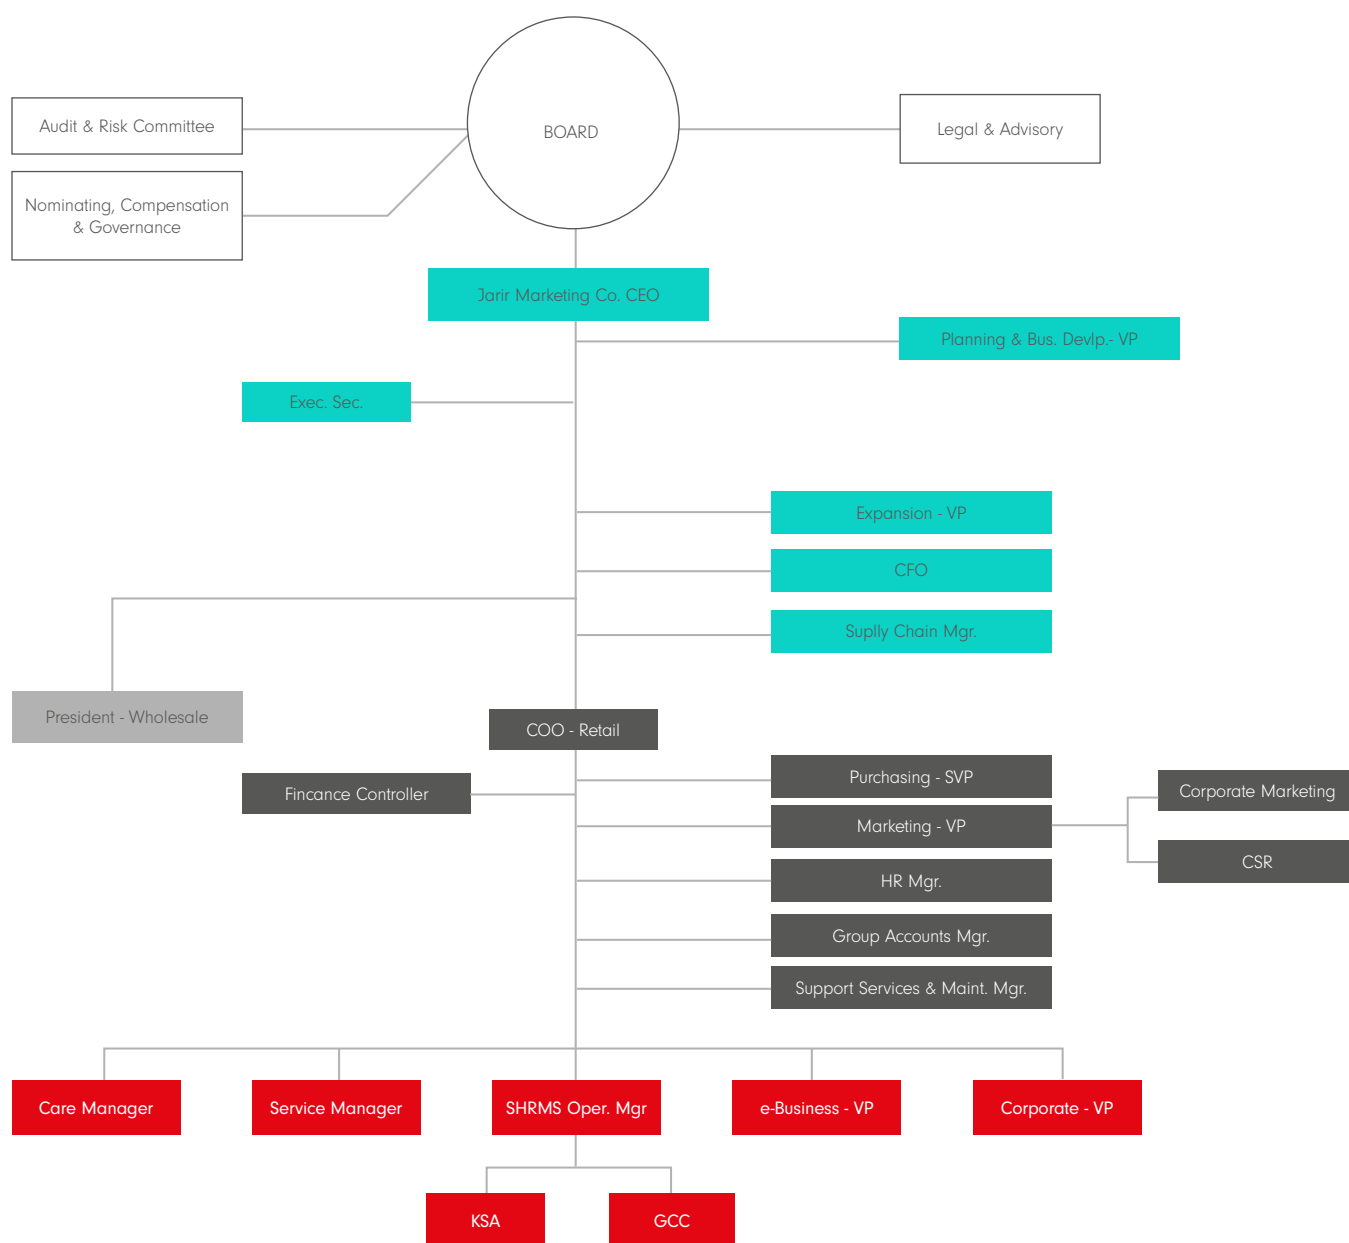 BOARD
Audit & Risk Committee
Legal & Advisory
Nominating, Compensation
& Governance
Jarir Marketing Co. CEO
Planning & Bus. Devlp.- VP
Exec. Sec.
Expansion - VP
CFO
Suplly Chain Mgr.
President - Wholesale
COO - Retail
Fincance Controller
Purchasing - SVP
Marketing - VP
Corporate Marketing
CSR
HR Mgr.
Group Accounts Mgr.
Support Services & Maint. Mgr.
Care Manager
Service Manager
SHRMS Oper. Mgr
e-Business - VP
Corporate - VP
KSA
GCC